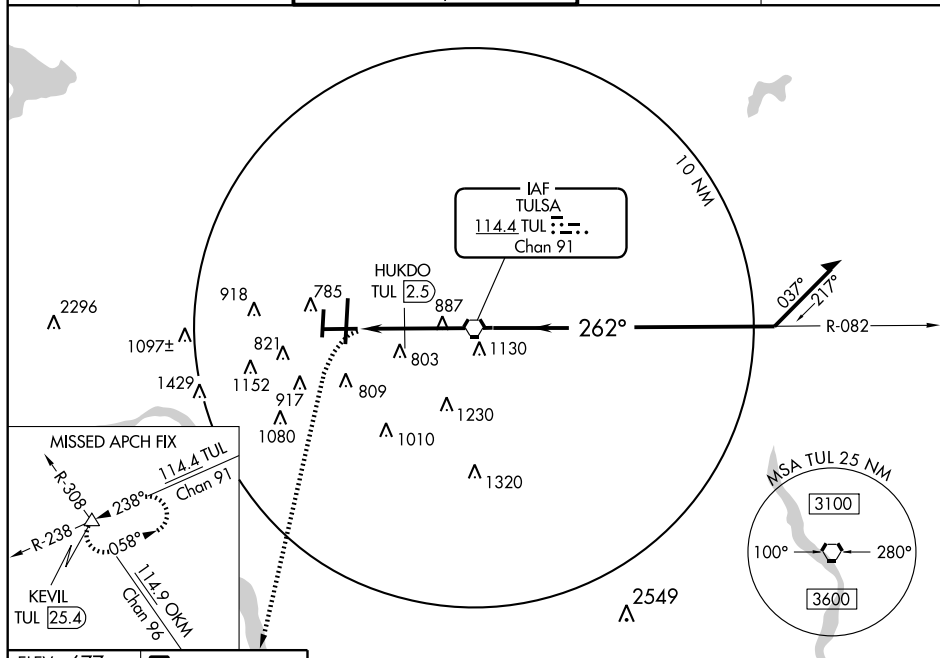 10 NM
IAF
TULSA
114.4 TUL
Chan 91
HUKDO
TUL 2.5
785
887
918
2296
1097±
821
803
1130
262°
037°
217°
R-082
1429
1152
917
809
1080
1230
1010
1320
2549
MISSED APCH FIX
R-308
114.4 TUL
Chan 91
238°
R-238
058°
KEVIL
TUL 25.4
114.9 OKM
Chan 96
MSA TUL 25 NM
3100
100°
280°
3600